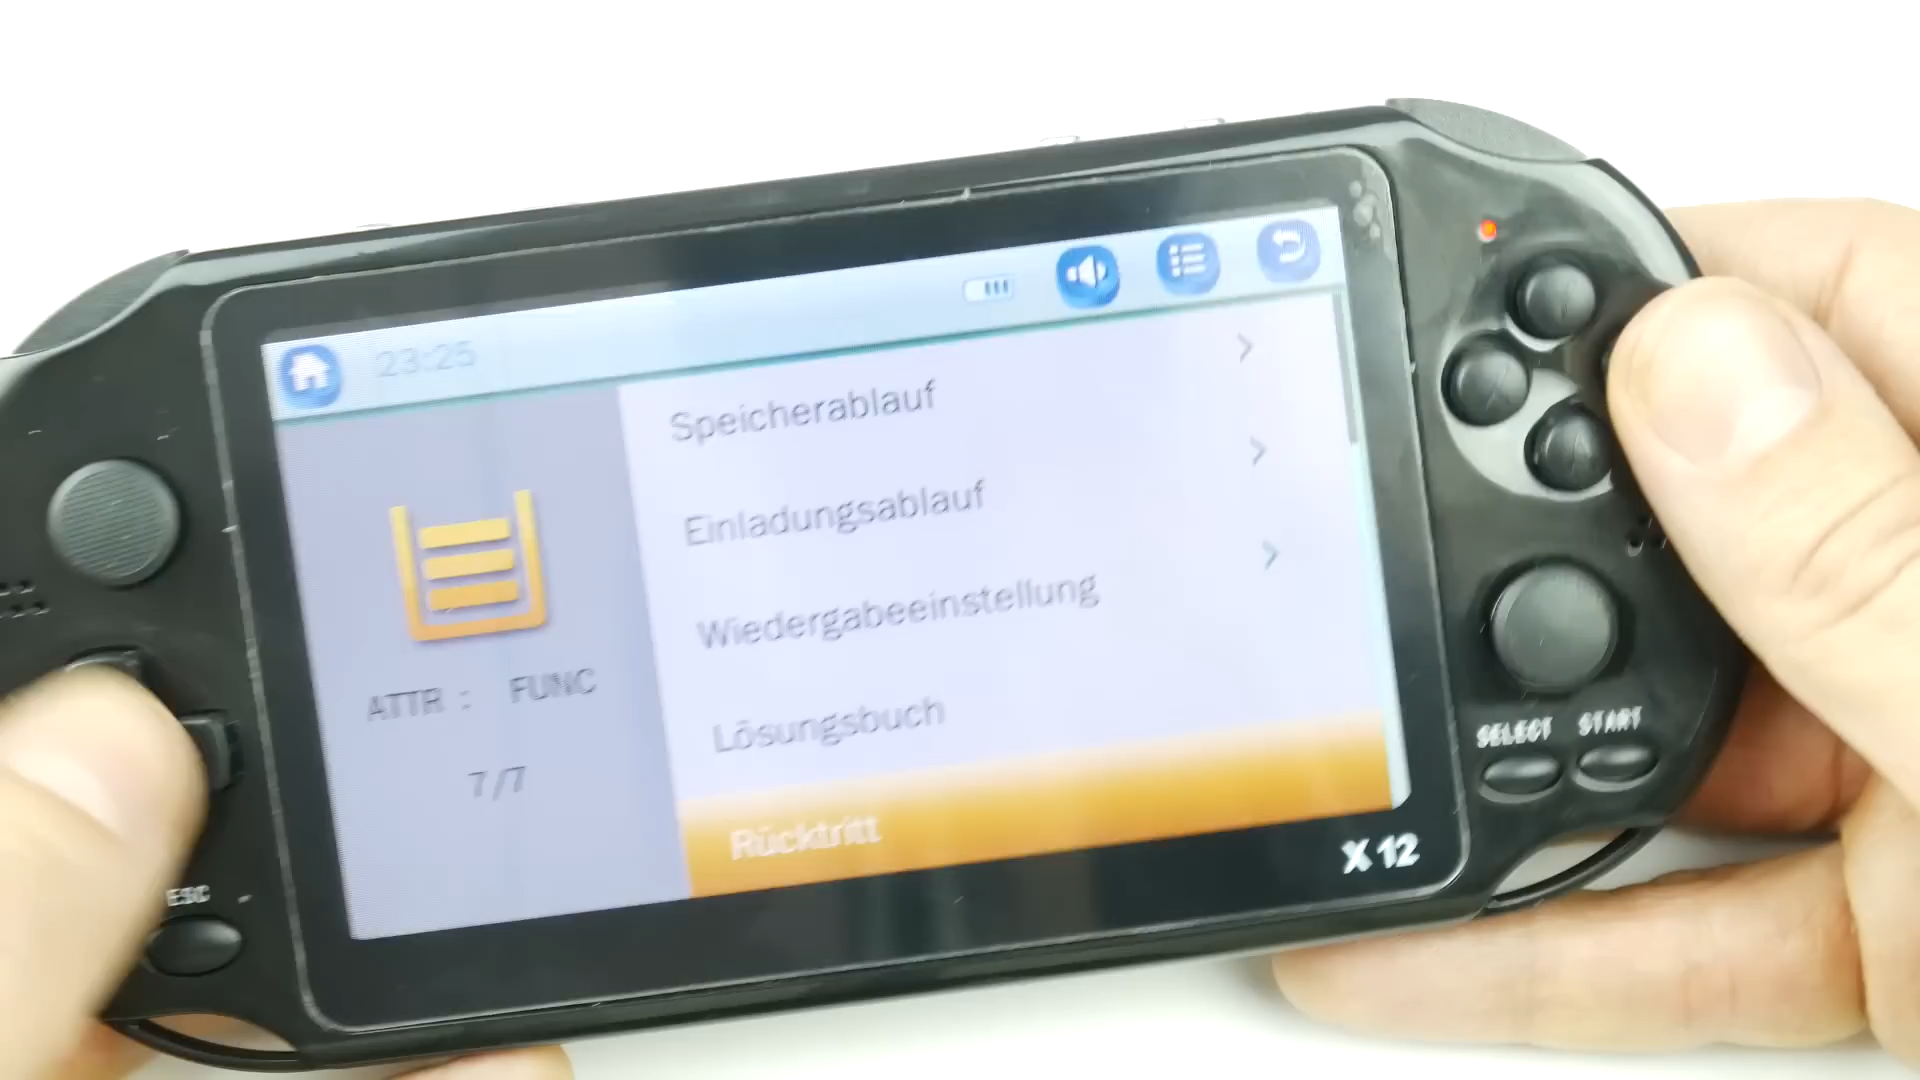 23:25
Speicherablauf
Einladungsablauf
Wiedergabeeinstellung
Lösungsbuch
Rücktritt
ATTR : FUNC
7/7
X 12
SELECT START
ESC